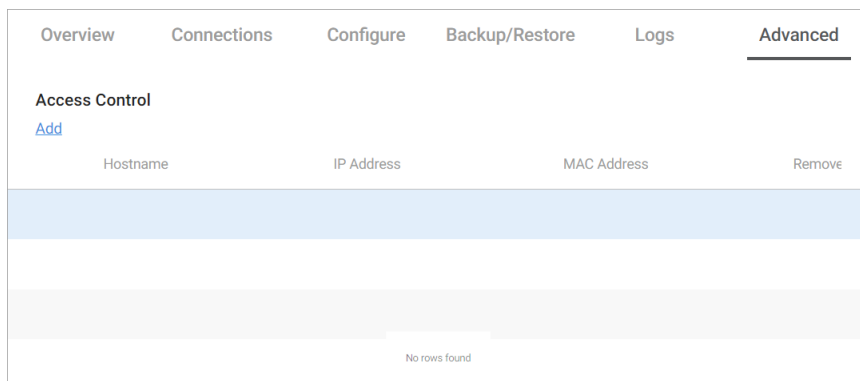 Overview Connections Configure Backup/Restore Logs Advanced
Access Control
Add
Hostname IP Address MAC Address Remove
No rows found